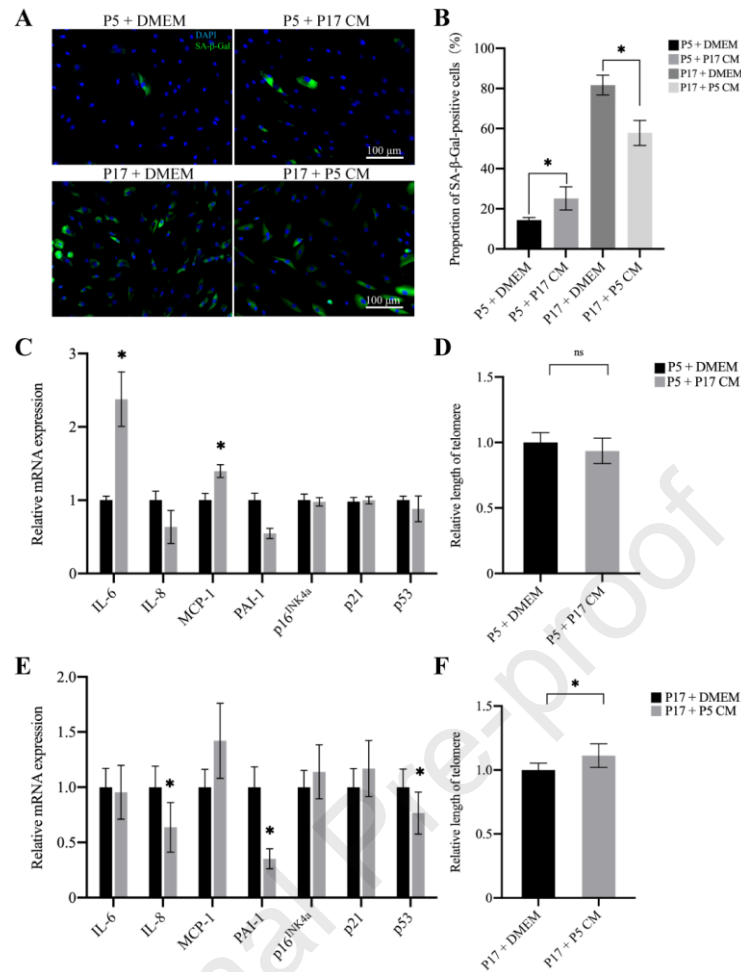 A
P5 + DMEM
P5 + P17 CM
DAPI
SA-β-Gal
100 μm
P17 + DMEM
P17 + P5 CM
100 μm
B
Proportion of SA-β-Gal-positive cells (%)
100
80
60
40
20
0
*
*
P5 + DMEM
P5 + P17 CM
P17 + DMEM
P17 + P5 CM
P5 + DMEM
P5 + P17 CM
P17 + DMEM
P17 + P5 CM
C
Relative mRNA expression
3
2
1
0
*
*
IL-6
IL-8
MCP-1
PAI-1
p16INK4a
p21
p53
D
Relative length of telomere
1.5
1.0
0.5
0
ns
P5 + DMEM
P5 + P17 CM
P5 + DMEM
P5 + P17 CM
E
Relative mRNA expression
1.5
1.0
0.5
0
*
*
*
IL-6
IL-8
MCP-1
PAI-1
p16INK4a
p21
p53
F
Relative length of telomere
1.5
1.0
0.5
0
*
P17 + DMEM
P17 + P5 CM
P17 + DMEM
P17 + P5 CM
nal Pre-proof